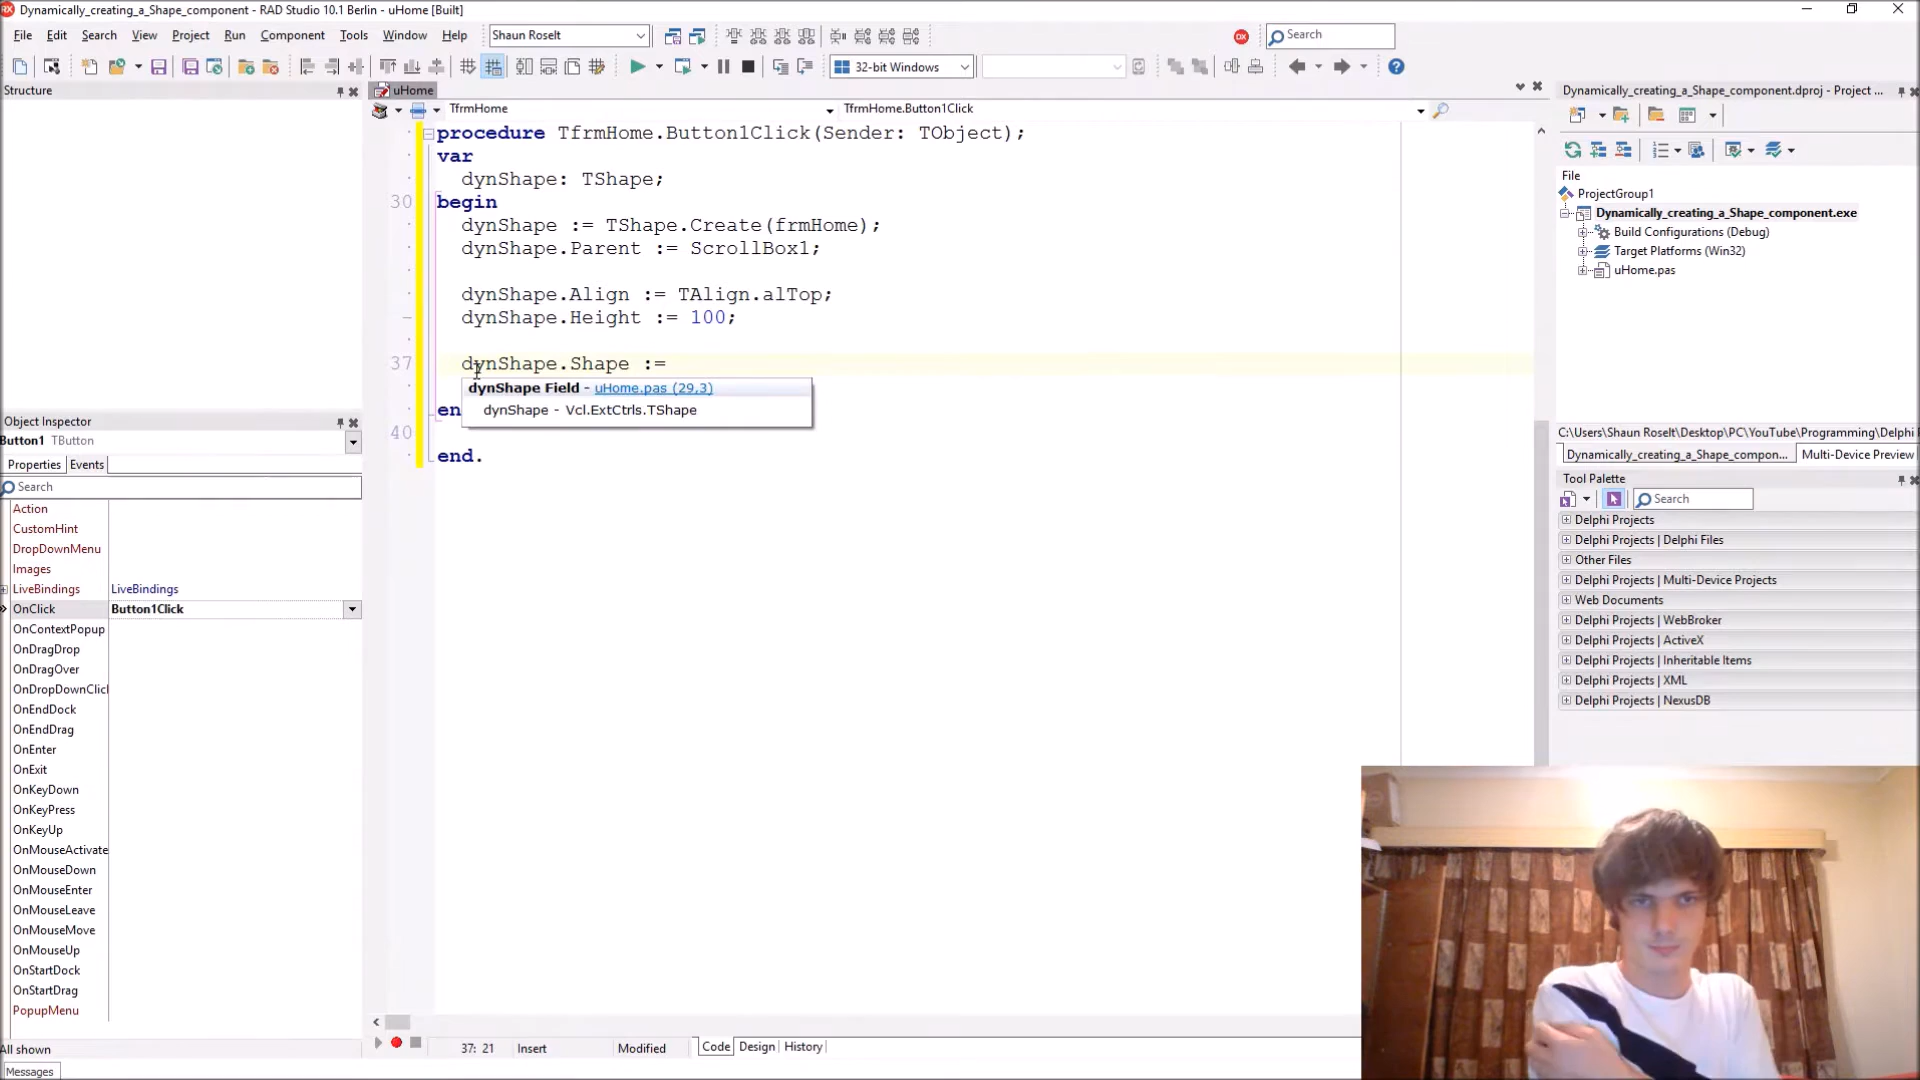 Dynamically_creating_a_Shape_component - RAD Studio 10.1 Berlin - uHome [Built]
File Edit Search View Project Run Component Tools Window Help Shaun Roselt Search
32-bit Windows
Structure
uHome
TfrmHome TfrmHome.Button1Click
procedure TfrmHome.Button1Click(Sender: TObject);
var
dynShape: TShape;
30 begin
dynShape := TShape.Create(frmHome);
dynShape.Parent := ScrollBox1;
dynShape.Align := TAlign.alTop;
dynShape.Height := 100;
37 dynShape.Shape :=
dynShape Field - uHome.pas (29,3)
dynShape - Vcl.ExtCtrls.TShape
en
40
end.
Object Inspector
Button1 TButton
Properties Events
Search
Action
CustomHint
DropDownMenu
Images
LiveBindings LiveBindings
OnClick Button1Click
OnContextPopup
OnDragDrop
OnDragOver
OnDropDownClic
OnEndDock
OnEndDrag
OnEnter
OnExit
OnKeyDown
OnKeyPress
OnKeyUp
OnMouseActivate
OnMouseDown
OnMouseEnter
OnMouseLeave
OnMouseMove
OnMouseUp
OnStartDock
OnStartDrag
PopupMenu
All shown
Messages
37: 21 Insert Modified Code Design History
Dynamically_creating_a_Shape_component.dproj - Project ...
File
ProjectGroup1
Dynamically_creating_a_Shape_component.exe
Build Configurations (Debug)
Target Platforms (Win32)
uHome.pas
C:\Users\Shaun Roselt\Desktop\PC\YouTube\Programming\Delphi P
Dynamically_creating_a_Shape_compon... Multi-Device Preview
Tool Palette
Search
Delphi Projects
Delphi Projects | Delphi Files
Other Files
Delphi Projects | Multi-Device Projects
Web Documents
Delphi Projects | WebBroker
Delphi Projects | ActiveX
Delphi Projects | Inheritable Items
Delphi Projects | XML
Delphi Projects | NexusDB